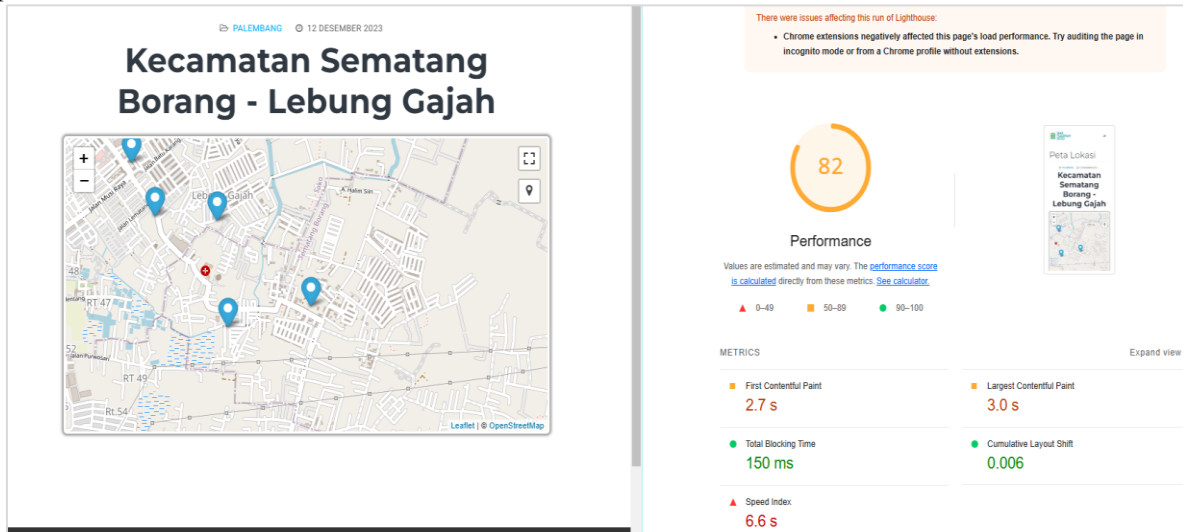 PALEMBANG 12 DESEMBER 2023
Kecamatan Sematang
Borang - Lebung Gajah
+
−
Jalan Musi Raya
Lebung Gajah
Sako
Sematang Borang
48
RT 47
52
RT 49
Rt.54
Leaflet | © OpenStreetMap
There were issues affecting this run of Lighthouse:
• Chrome extensions negatively affected this page's load performance. Try auditing the page in
incognito mode or from a Chrome profile without extensions.
82
Performance
Values are estimated and may vary. The performance score
is calculated directly from these metrics. See calculator.
0–49 50–89 90–100
Peta Lokasi
Kecamatan
Sematang
Borang -
Lebung Gajah
METRICS
Expand view
First Contentful Paint
2.7 s
Largest Contentful Paint
3.0 s
Total Blocking Time
150 ms
Cumulative Layout Shift
0.006
Speed Index
6.6 s